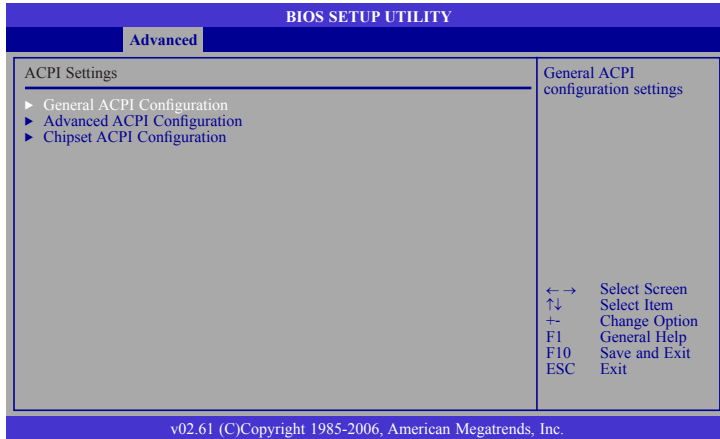 BIOS SETUP UTILITY
Advanced
ACPI Settings
► General ACPI Configuration
► Advanced ACPI Configuration
► Chipset ACPI Configuration
General ACPI
configuration settings
←→ Select Screen
↑↓ Select Item
+- Change Option
F1 General Help
F10 Save and Exit
ESC Exit
v02.61 (C)Copyright 1985-2006, American Megatrends, Inc.